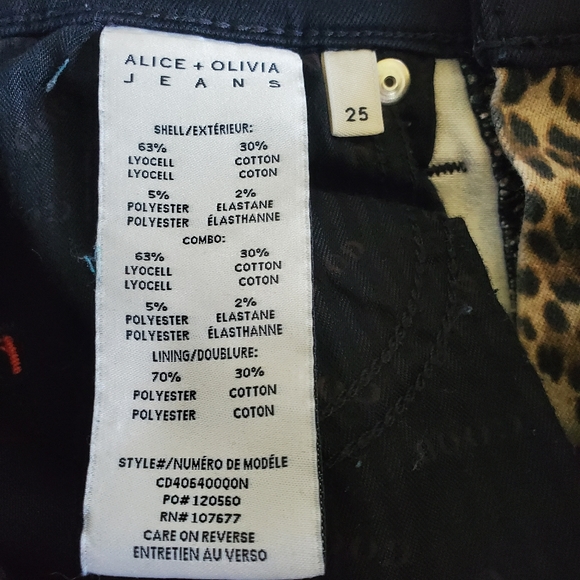 ALICE + OLIVIA
JEANS
SHELL/EXTÉRIEUR:
63% 30%
LYOCELL COTTON
LYOCELL COTON
5% 2%
POLYESTER ELASTANE
POLYESTER ÉLASTHANNE
COMBO:
63% 30%
LYOCELL COTTON
LYOCELL COTON
5% 2%
POLYESTER ELASTANE
POLYESTER ÉLASTHANNE
LINING/DOUBLURE:
70% 30%
POLYESTER COTTON
POLYESTER COTON
STYLE#/NUMÉRO DE MODÉLE
CD40640000N
PO# 120560
RN# 107677
CARE ON REVERSE
ENTRETIEN AU VERSO
25